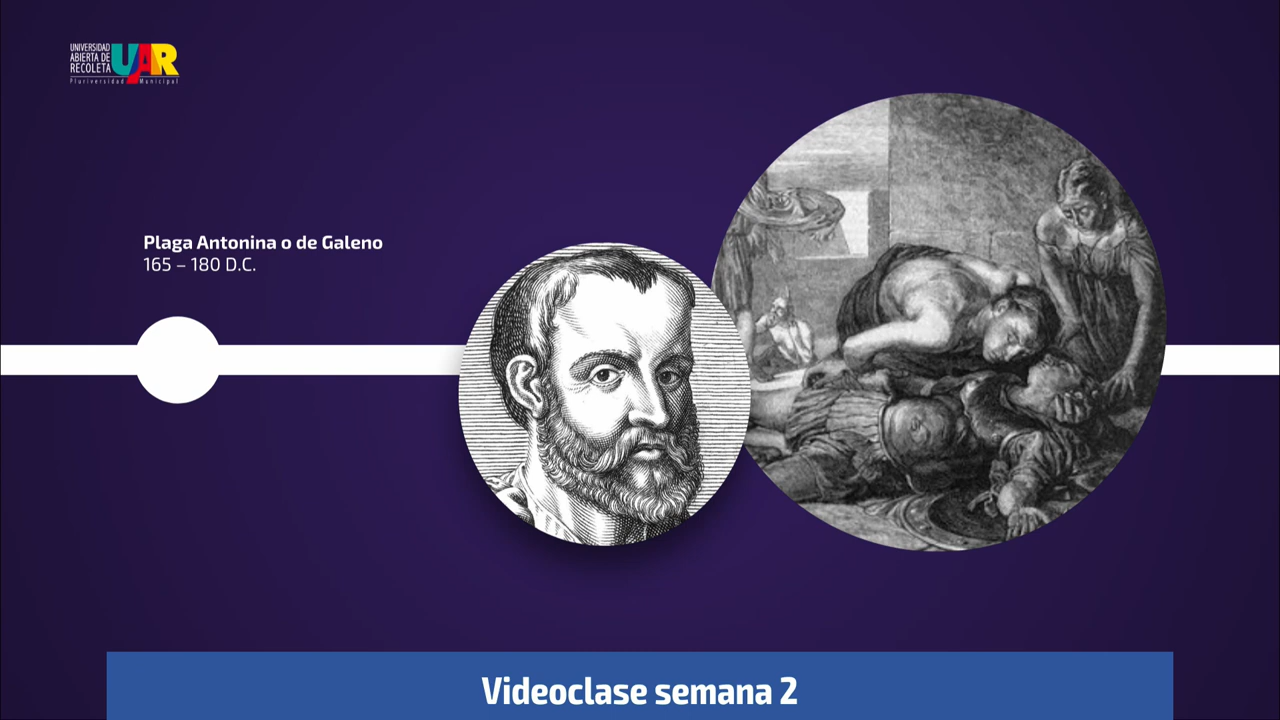 UNIVERSIDAD
ABIERTA DE
RECOLETA
UAR
Pluriversidad Municipal
Plaga Antonina o de Galeno
165 – 180 D.C.
Videoclase semana 2